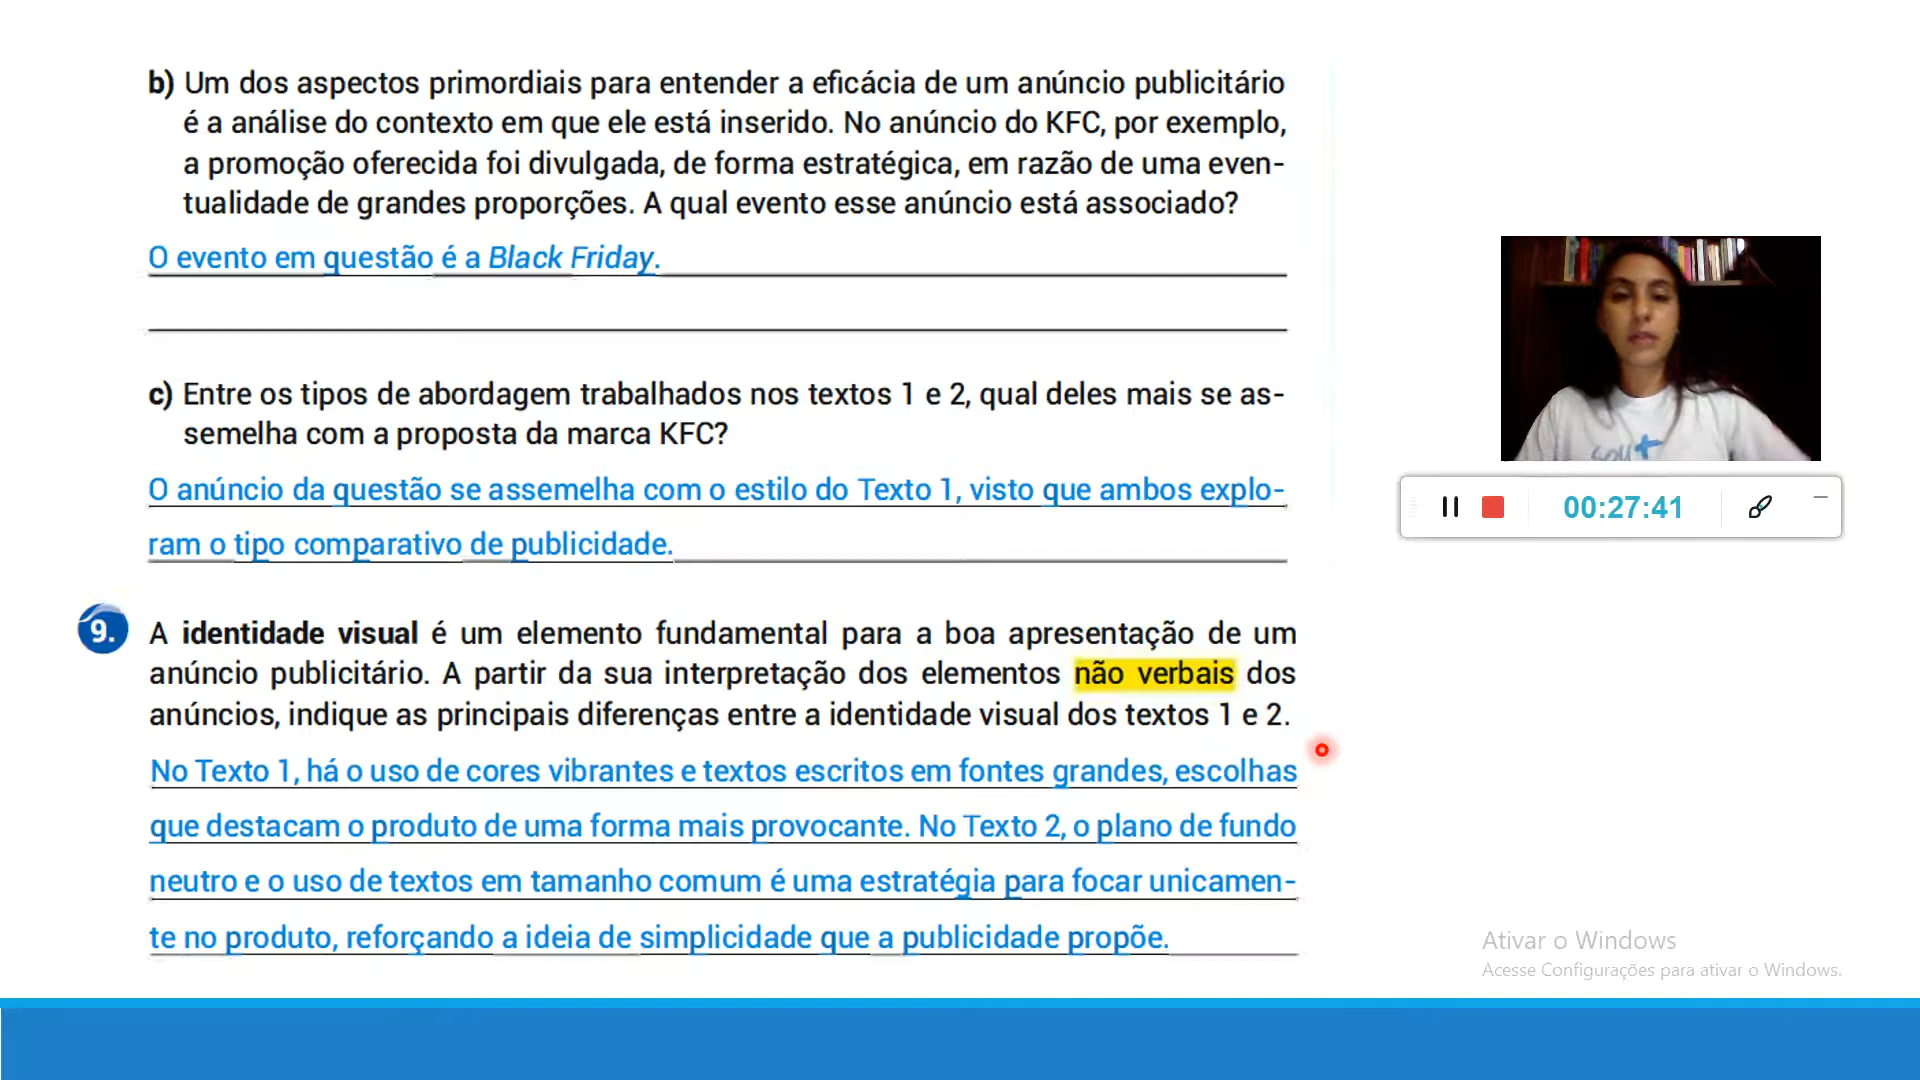 b) Um dos aspectos primordiais para entender a eficácia de um anúncio publicitário
é a análise do contexto em que ele está inserido. No anúncio do KFC, por exemplo,
a promoção oferecida foi divulgada, de forma estratégica, em razão de uma even-
tualidade de grandes proporções. A qual evento esse anúncio está associado?
O evento em questão é a Black Friday.
c) Entre os tipos de abordagem trabalhados nos textos 1 e 2, qual deles mais se as-
semelha com a proposta da marca KFC?
O anúncio da questão se assemelha com o estilo do Texto 1, visto que ambos explo-
ram o tipo comparativo de publicidade.
9. A identidade visual é um elemento fundamental para a boa apresentação de um
anúncio publicitário. A partir da sua interpretação dos elementos não verbais dos
anúncios, indique as principais diferenças entre a identidade visual dos textos 1 e 2.
No Texto 1, há o uso de cores vibrantes e textos escritos em fontes grandes, escolhas
que destacam o produto de uma forma mais provocante. No Texto 2, o plano de fundo
neutro e o uso de textos em tamanho comum é uma estratégia para focar unicamen-
te no produto, reforçando a ideia de simplicidade que a publicidade propõe.
sou+
00:27:41
Ativar o Windows
Acesse Configurações para ativar o Windows.